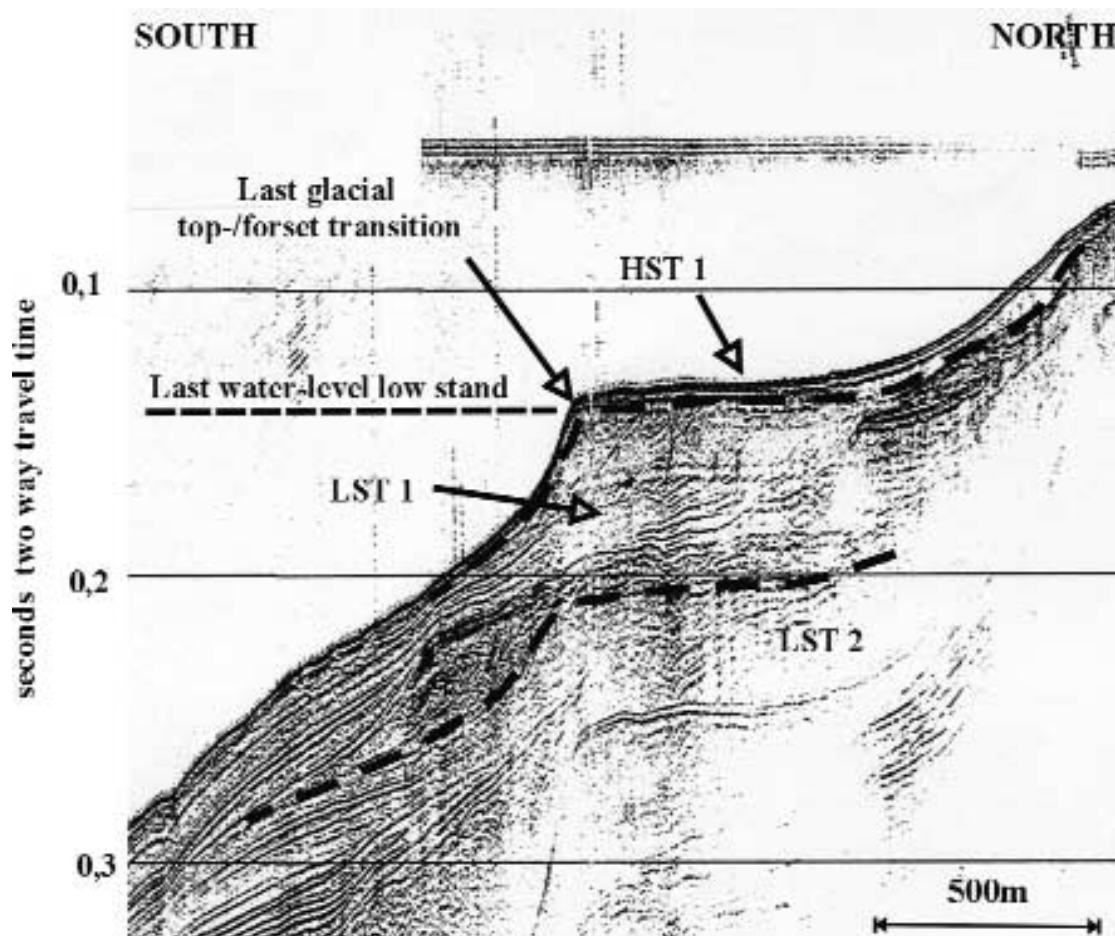 SOUTH
NORTH
Last glacial
top-/forset transition
HST 1
0,1
Last water-level low stand
LST 1
0,2
LST 2
0,3
500m
seconds two way travel time